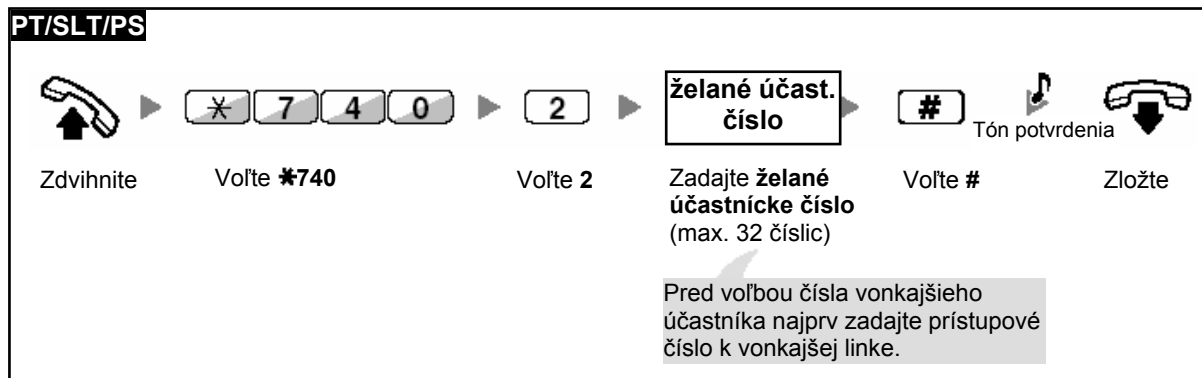 PT/SLT/PS
želané účast.
číslo
* 7 4 0
2
#
Tón potvrdenia
Zdvihnite
Voľte *740
Voľte 2
Zadajte želané
účastnícke číslo
(max. 32 číslic)
Voľte #
Zložte
Pred voľbou čísla vonkajšieho
účastníka najprv zadajte prístupové
číslo k vonkajšej linke.